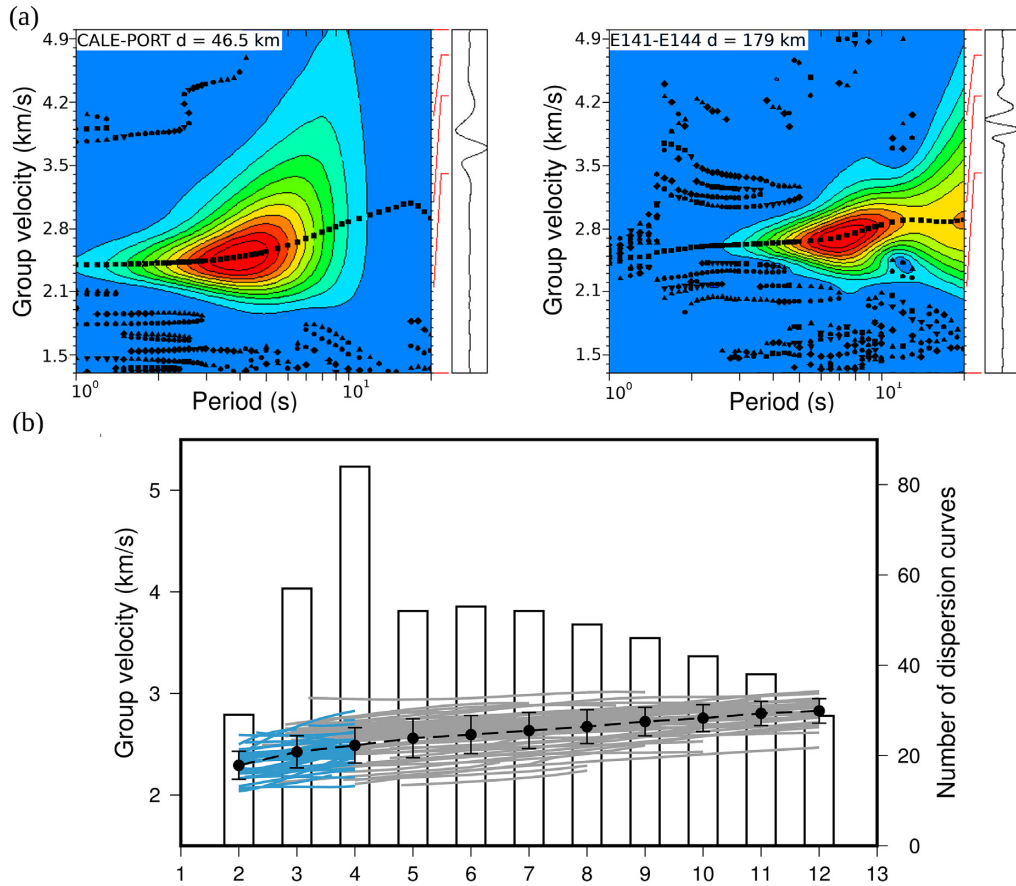 (a)
CALE-PORT d = 46.5 km
Group velocity (km/s)
4.9
4.2
3.5
2.8
2.1
1.5
10⁰
10¹
Period (s)
E141-E144 d = 179 km
Group velocity (km/s)
4.9
4.2
3.5
2.8
2.1
1.5
10⁰
10¹
Period (s)
(b)
Group velocity (km/s)
5
4
3
2
Number of dispersion curves
80
60
40
20
0
1 2 3 4 5 6 7 8 9 10 11 12 13